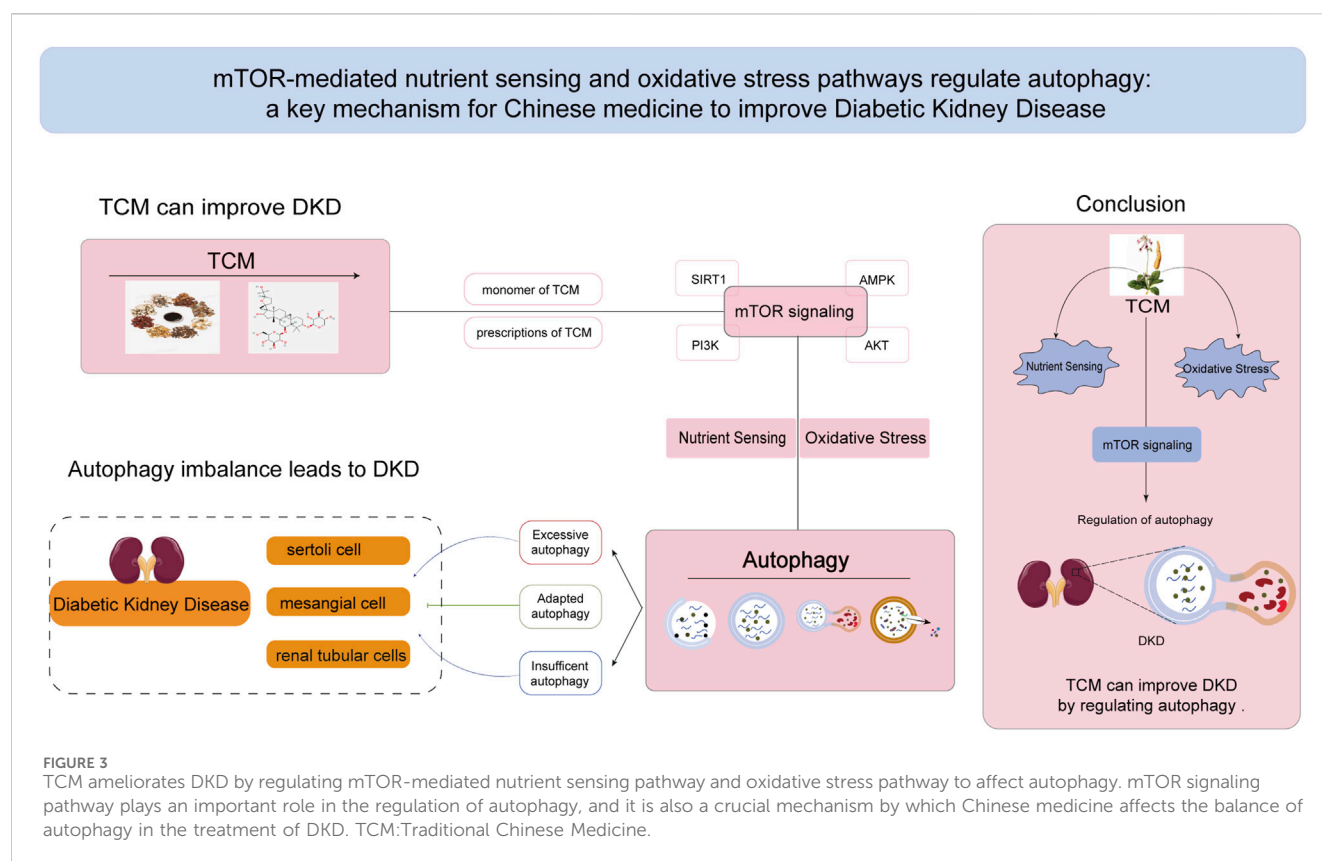 mTOR-mediated nutrient sensing and oxidative stress pathways regulate autophagy:
a key mechanism for Chinese medicine to improve Diabetic Kidney Disease
TCM can improve DKD
TCM
monomer of TCM
prescriptions of TCM
SIRT1
AMPK
mTOR signaling
PI3K
AKT
Nutrient Sensing
Oxidative Stress
Autophagy imbalance leads to DKD
Diabetic Kidney Disease
sertoli cell
mesangial cell
renal tubular cells
Excessive
autophagy
Adapted
autophagy
Insufficent
autophagy
Autophagy
Conclusion
TCM
Nutrient Sensing
Oxidative Stress
mTOR signaling
Regulation of autophagy
DKD
TCM can improve DKD
by regulating autophagy .
FIGURE 3
TCM ameliorates DKD by regulating mTOR-mediated nutrient sensing pathway and oxidative stress pathway to affect autophagy. mTOR signaling
pathway plays an important role in the regulation of autophagy, and it is also a crucial mechanism by which Chinese medicine affects the balance of
autophagy in the treatment of DKD. TCM:Traditional Chinese Medicine.